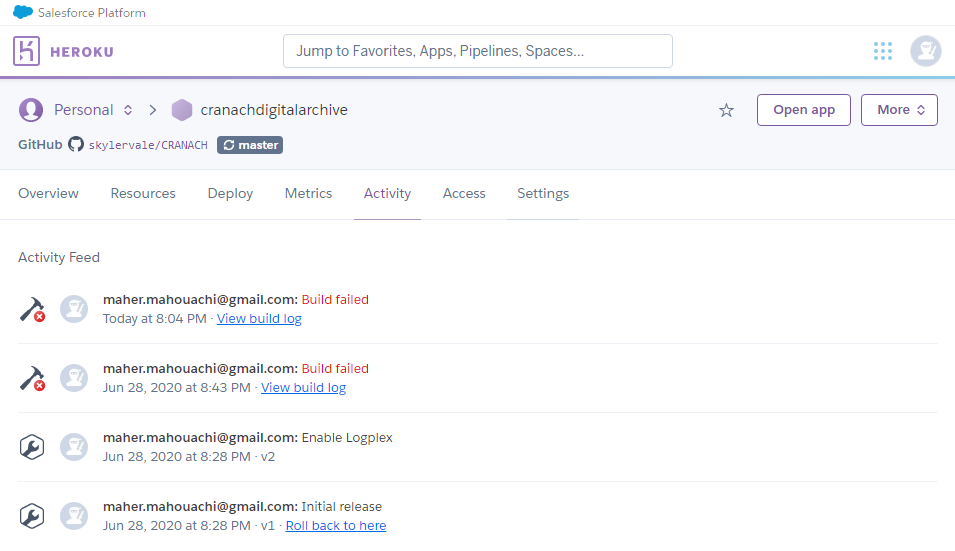 Salesforce Platform
HEROKU
Jump to Favorites, Apps, Pipelines, Spaces...
Personal
cranachdigitalarchive
Open app
More
GitHub skylervale/CRANACH master
Overview Resources Deploy Metrics Activity Access Settings
Activity Feed
maher.mahouachi@gmail.com: Build failed
Today at 8:04 PM · View build log
maher.mahouachi@gmail.com: Build failed
Jun 28, 2020 at 8:43 PM · View build log
maher.mahouachi@gmail.com: Enable Logplex
Jun 28, 2020 at 8:28 PM · v2
maher.mahouachi@gmail.com: Initial release
Jun 28, 2020 at 8:28 PM · v1 · Roll back to here